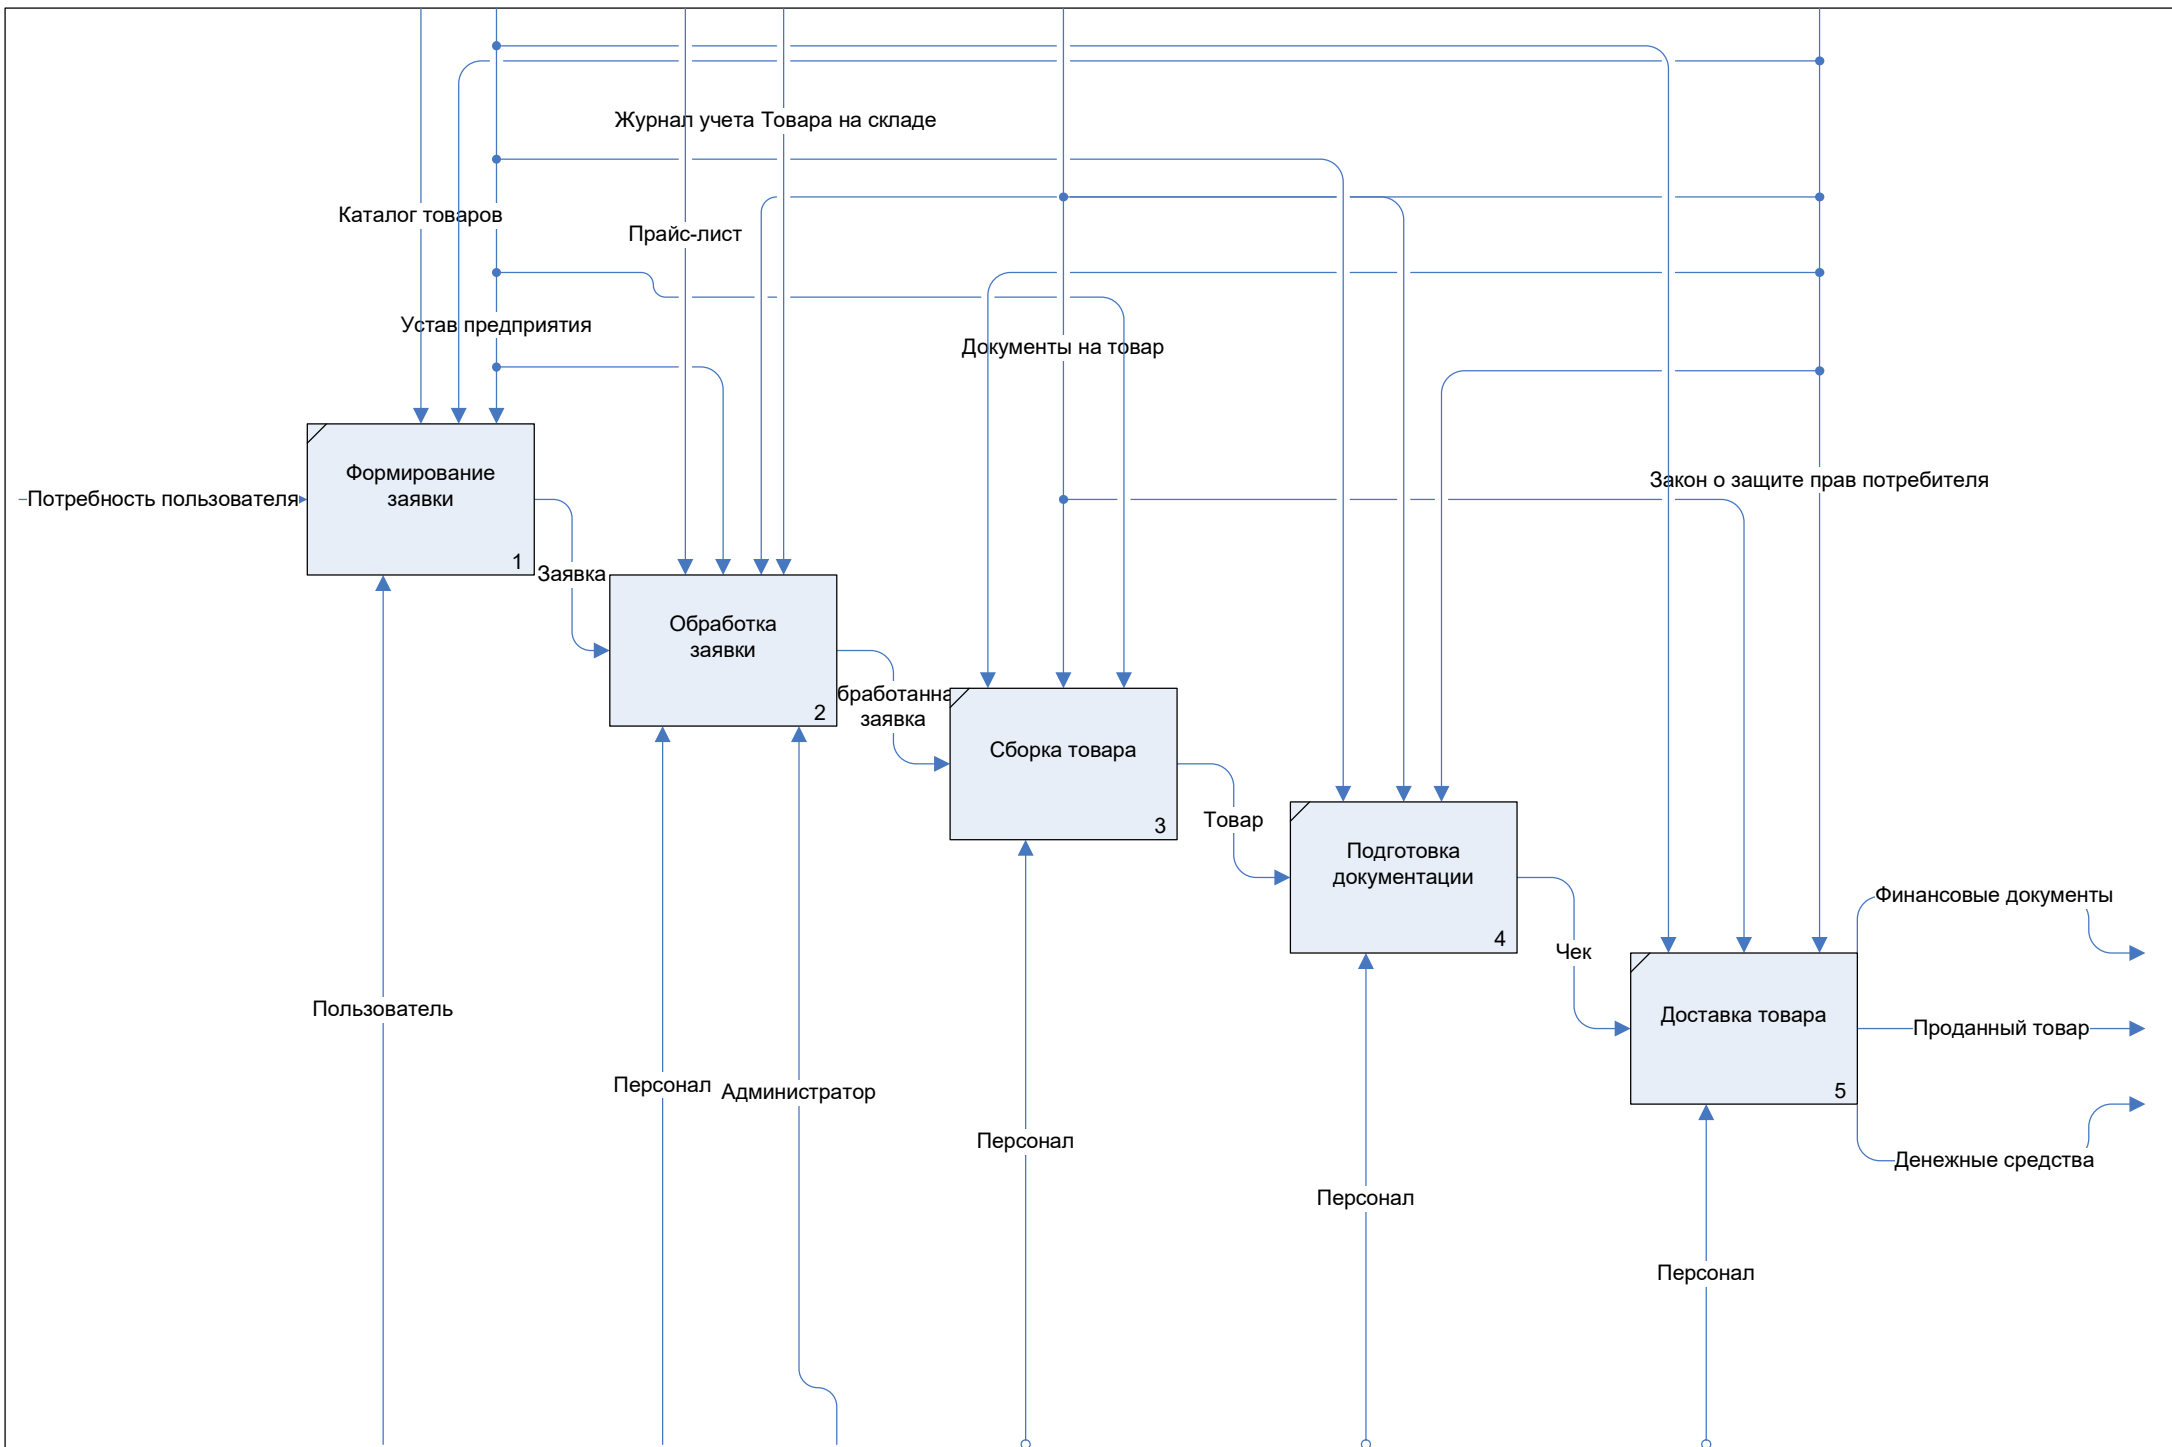 Журнал учета Товара на складе
Каталог товаров
Прайс-лист
Устав предприятия
Документы на товар
Закон о защите прав потребителя
Потребность пользователя
Формирование
заявки
1
Заявка
Обработка
заявки
2
бработанна
заявка
Сборка товара
3
Товар
Подготовка
документации
4
Чек
Финансовые документы
Доставка товара
5
Проданный товар
Денежные средства
Пользователь
Персонал
Администратор
Персонал
Персонал
Персонал